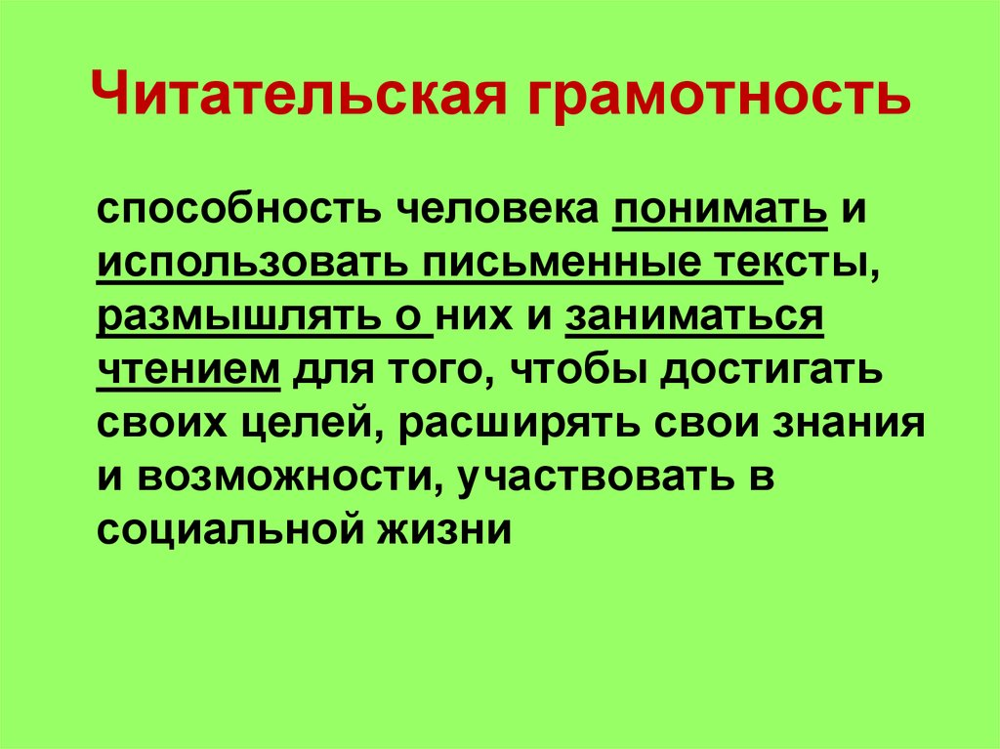 Читательская грамотность
способность человека понимать и
использовать письменные тексты,
размышлять о них и заниматься
чтением для того, чтобы достигать
своих целей, расширять свои знания
и возможности, участвовать в
социальной жизни